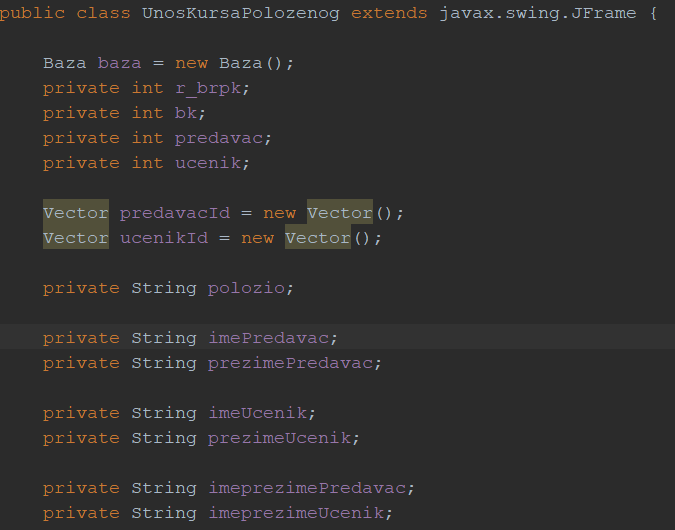 public class UnosKursaPolozenog extends javax.swing.JFrame {
Baza baza = new Baza();
private int r_brpk;
private int bk;
private int predavac;
private int ucenik;
Vector predavacId = new Vector();
Vector ucenikId = new Vector();
private String polozio;
private String imePredavac;
private String prezimePredavac;
private String imeUcenik;
private String prezimeUcenik;
private String imeprezimePredavac;
private String imeprezimeUcenik;